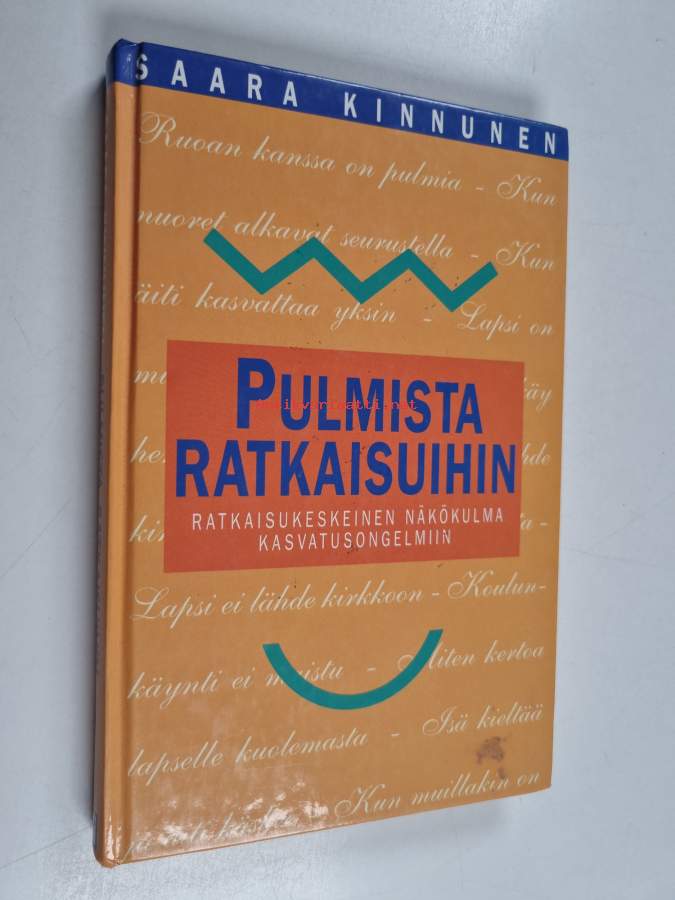 SAARA KINNUNEN
Ruoan kanssa on pulmia - Kun
nuoret alkavat seurustella - Kun
äiti kasvattaa yksin - Lapsi on
PULMISTA
RATKAISUIHIN
RATKAISUKESKEINEN NÄKÖKULMA
KASVATUSONGELMIIN
Lapsi ei lähde kirkkoon - Koulun-
käynti ei maistu - Miten kertoa
lapselle kuolemasta - Isä kieltää
Kun muillakin on